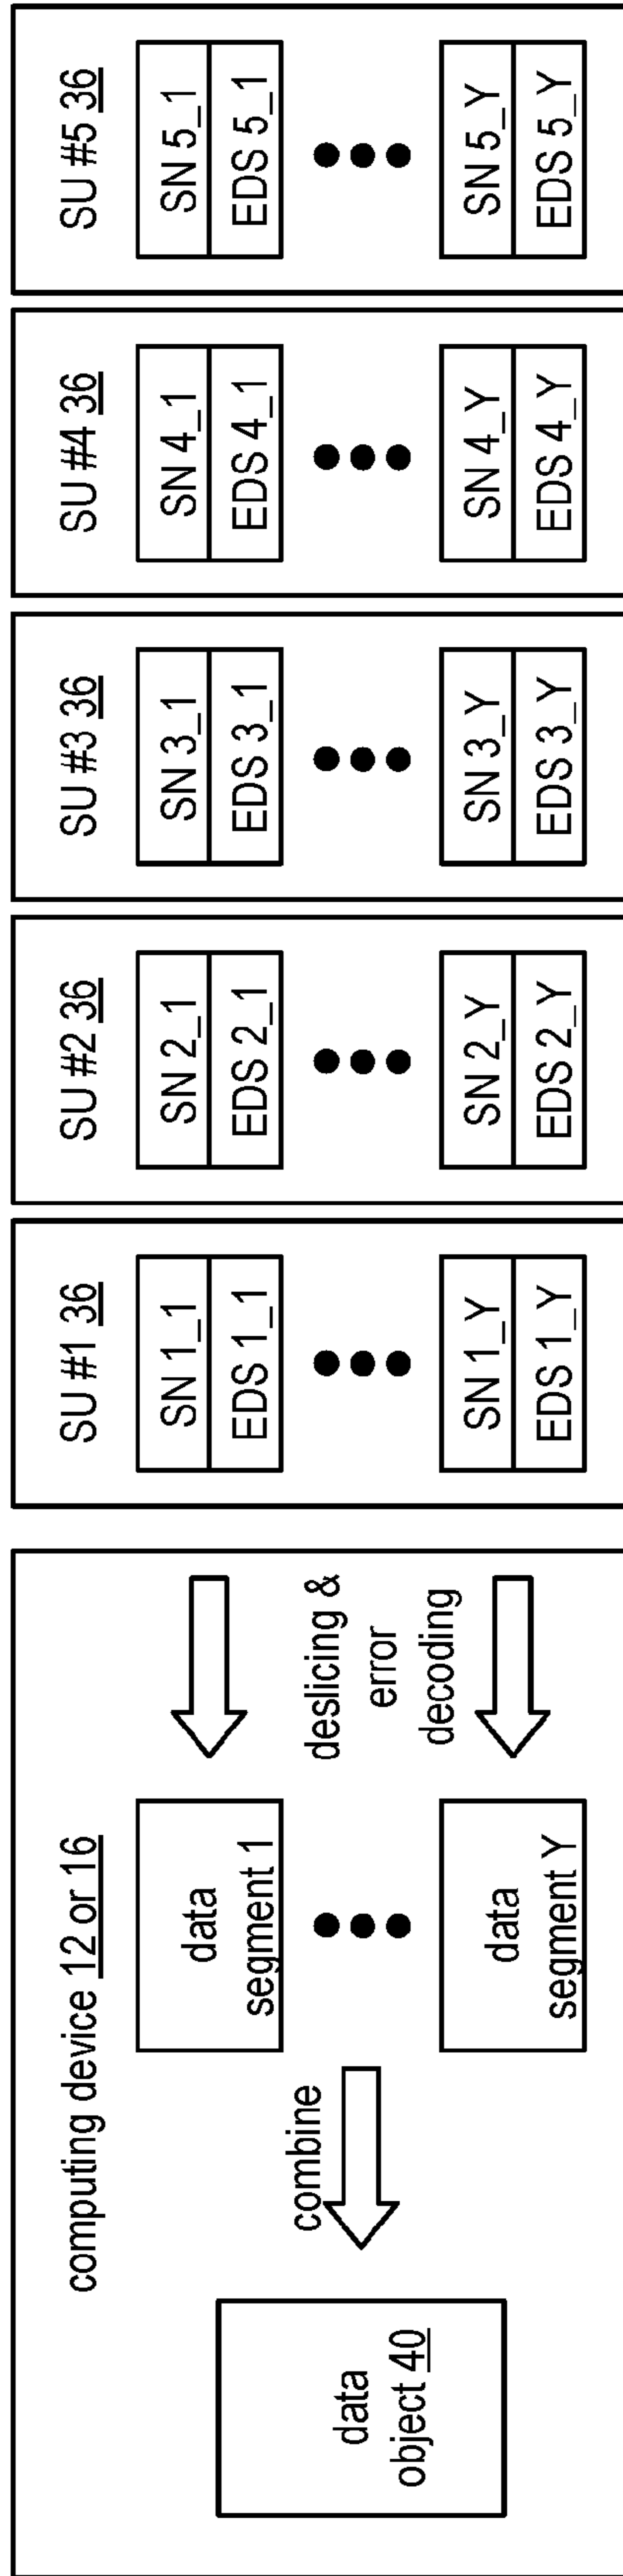 computing device 12 or 16
data
object 40
combine
data
segment 1
data
segment Y
deslicing &
error
decoding
SU #1 36
SN 1_1
EDS 1_1
SN 1_Y
EDS 1_Y
SU #2 36
SN 2_1
EDS 2_1
SN 2_Y
EDS 2_Y
SU #3 36
SN 3_1
EDS 3_1
SN 3_Y
EDS 3_Y
SU #4 36
SN 4_1
EDS 4_1
SN 4_Y
EDS 4_Y
SU #5 36
SN 5_1
EDS 5_1
SN 5_Y
EDS 5_Y